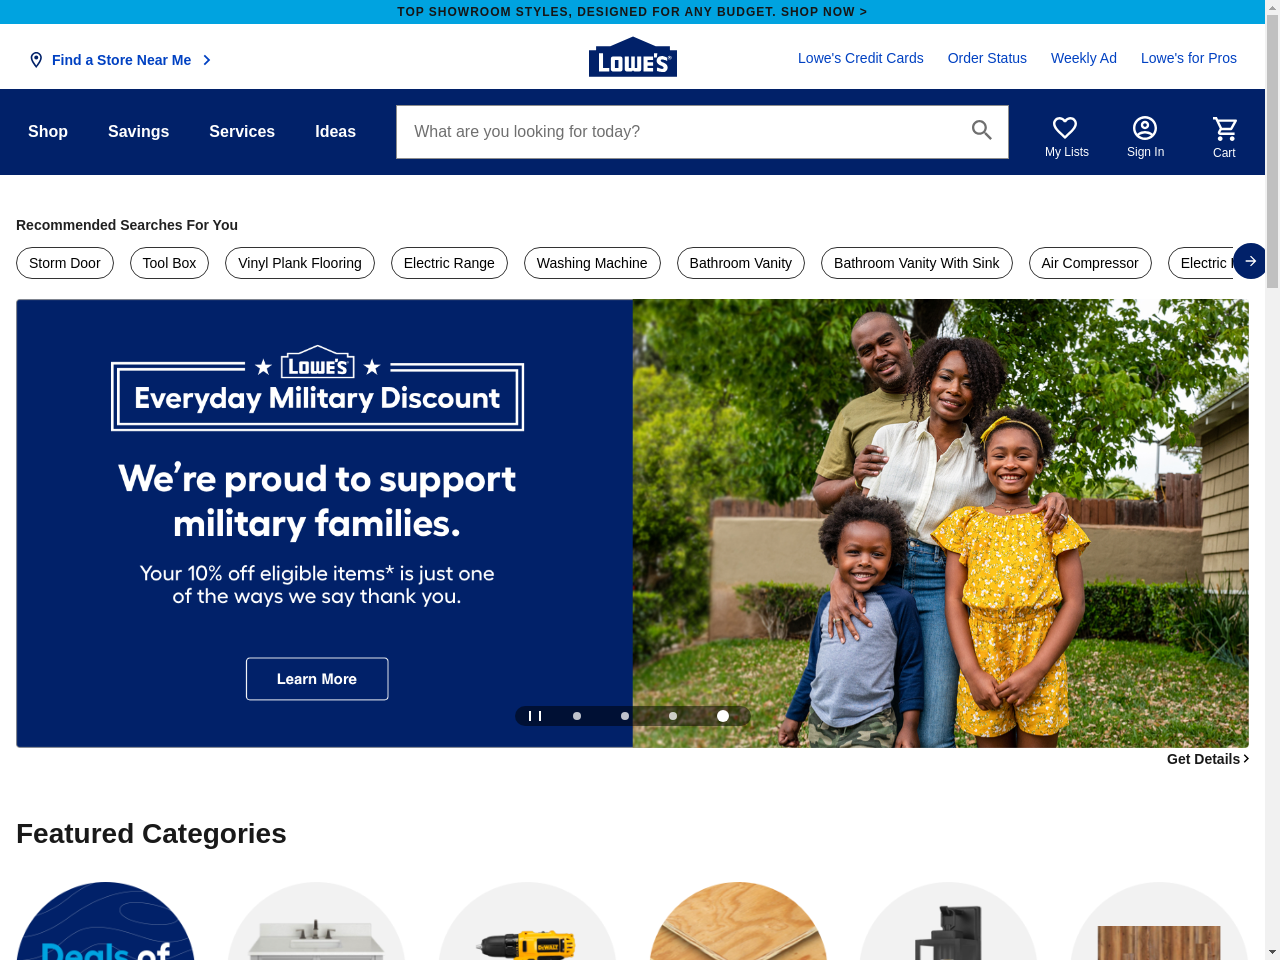 TOP SHOWROOM STYLES, DESIGNED FOR ANY BUDGET. SHOP NOW >
Find a Store Near Me
LOWE'S
Lowe's Credit Cards
Order Status
Weekly Ad
Lowe's for Pros
Shop
Savings
Services
Ideas
What are you looking for today?
My Lists
Sign In
Cart
Recommended Searches For You
Storm Door
Tool Box
Vinyl Plank Flooring
Electric Range
Washing Machine
Bathroom Vanity
Bathroom Vanity With Sink
Air Compressor
Electric
LOWE'S
Everyday Military Discount
We're proud to support
military families.
Your 10% off eligible items* is just one
of the ways we say thank you.
Learn More
Get Details
Featured Categories
Deals of
DEWALT